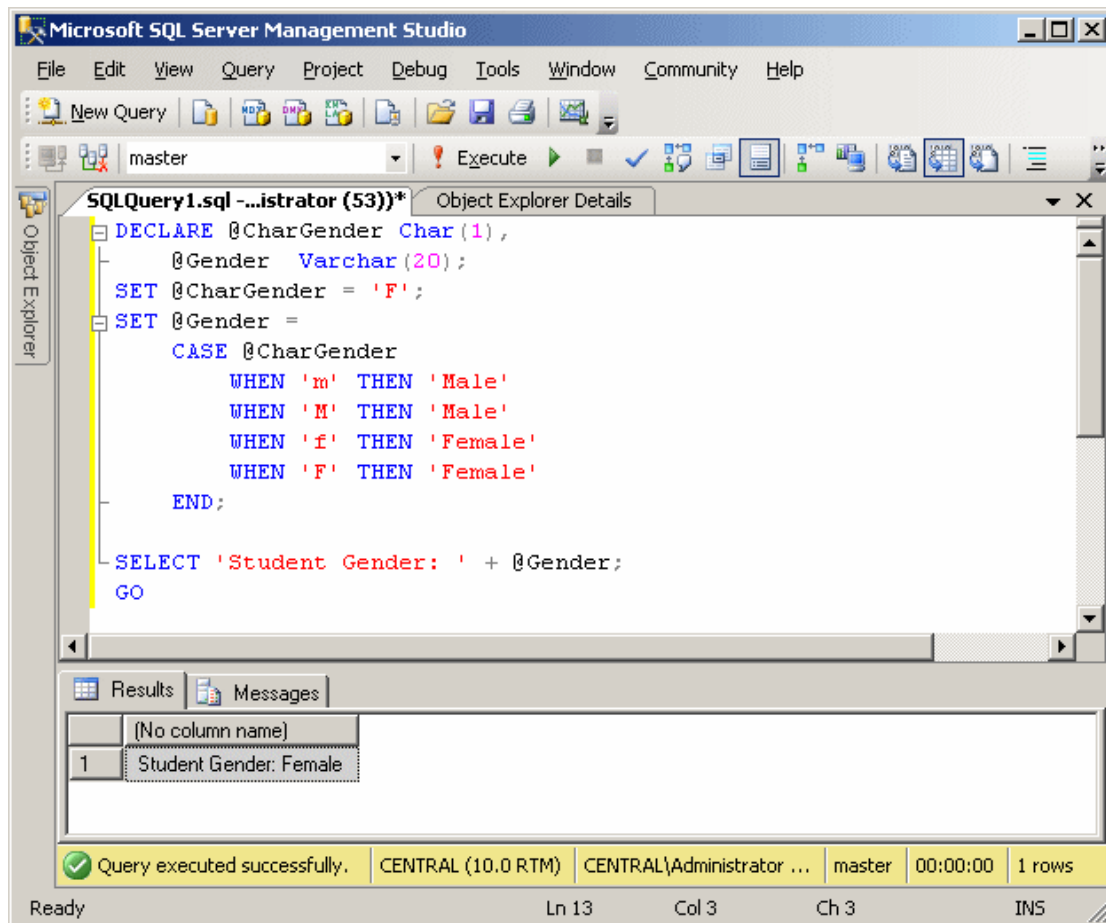 Microsoft SQL Server Management Studio
File Edit View Query Project Debug Tools Window Community Help
New Query
master Execute
SQLQuery1.sql -...istrator (53))* Object Explorer Details
Object Explorer
DECLARE @CharGender Char(1),
@Gender Varchar(20);
SET @CharGender = 'F';
SET @Gender =
CASE @CharGender
WHEN 'm' THEN 'Male'
WHEN 'M' THEN 'Male'
WHEN 'f' THEN 'Female'
WHEN 'F' THEN 'Female'
END;
SELECT 'Student Gender: ' + @Gender;
GO
Results Messages
(No column name)
1 Student Gender: Female
Query executed successfully. CENTRAL (10.0 RTM) CENTRAL\Administrator ... master 00:00:00 1 rows
Ready Ln 13 Col 3 Ch 3 INS